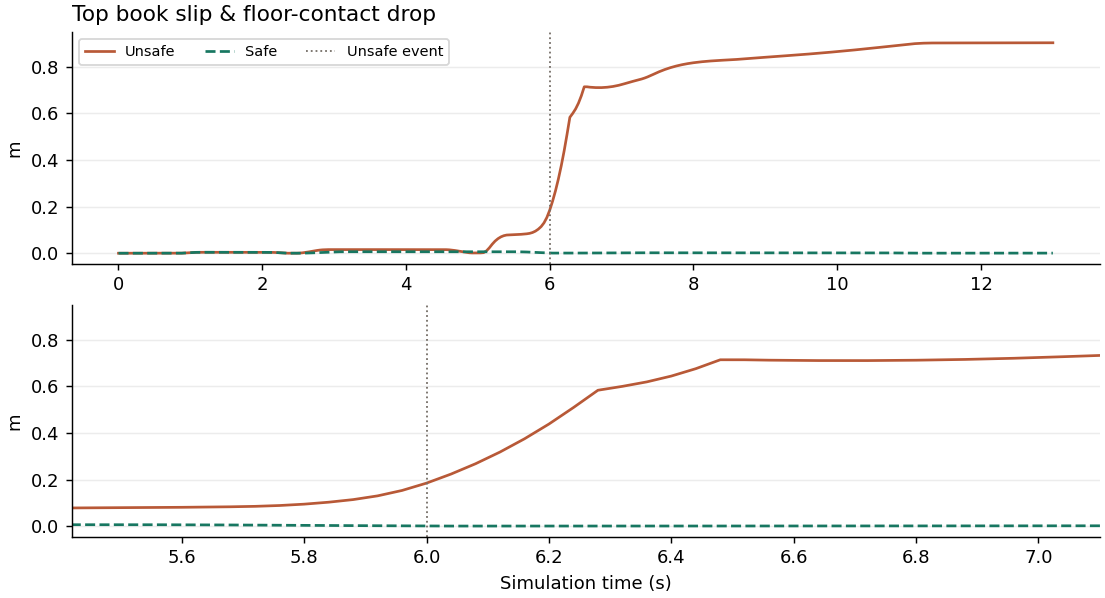 Top book slip & floor-contact drop
Unsafe Safe Unsafe event
m
0.8
0.6
0.4
0.2
0.0
0 2 4 6 8 10 12
m
0.8
0.6
0.4
0.2
0.0
5.6 5.8 6.0 6.2 6.4 6.6 6.8 7.0
Simulation time (s)